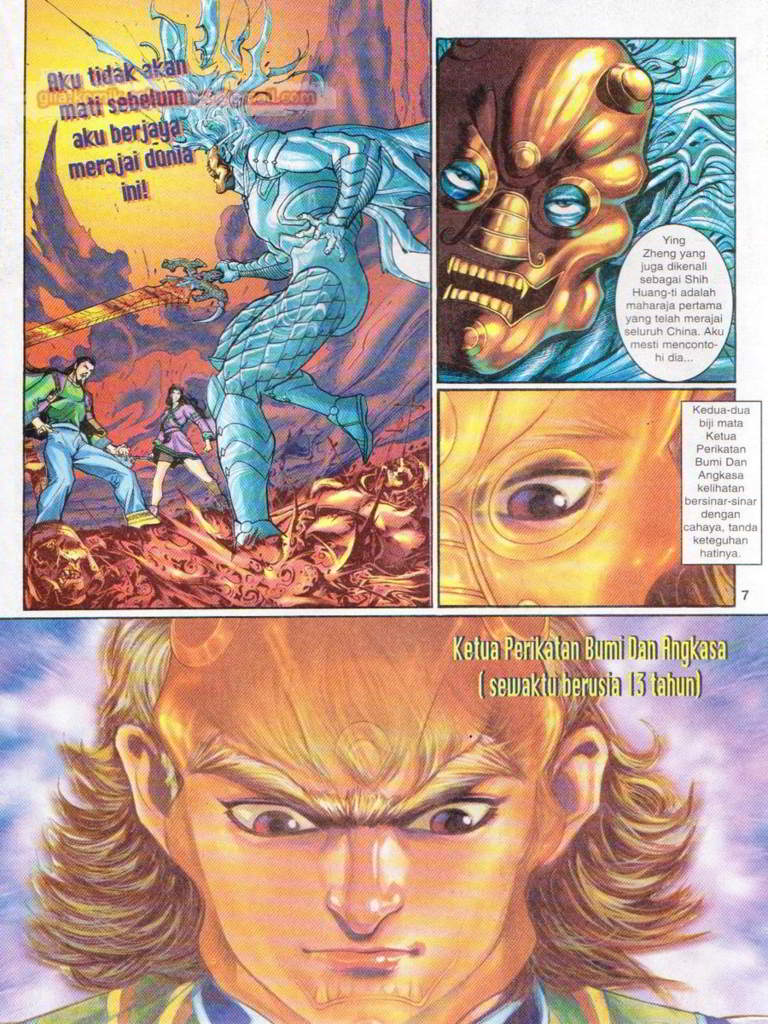 Aku tidak akan
mati sebelum
aku berjaya
merajai dunia
ini!
Ying
Zheng yang
juga dikenali
sebagai Shih
Huang-ti adalah
maharaja pertama
yang telah merajai
seluruh China. Aku
mesti menconto-
hi dia...
Kedua-dua
biji mata
Ketua
Perikatan
Bumi Dan
Angkasa
kelihatan
bersinar-sinar
dengan
cahaya, tanda
keteguhan
hatinya.
7
Ketua Perikatan Bumi Dan Angkasa
( sewaktu berusia 13 tahun)